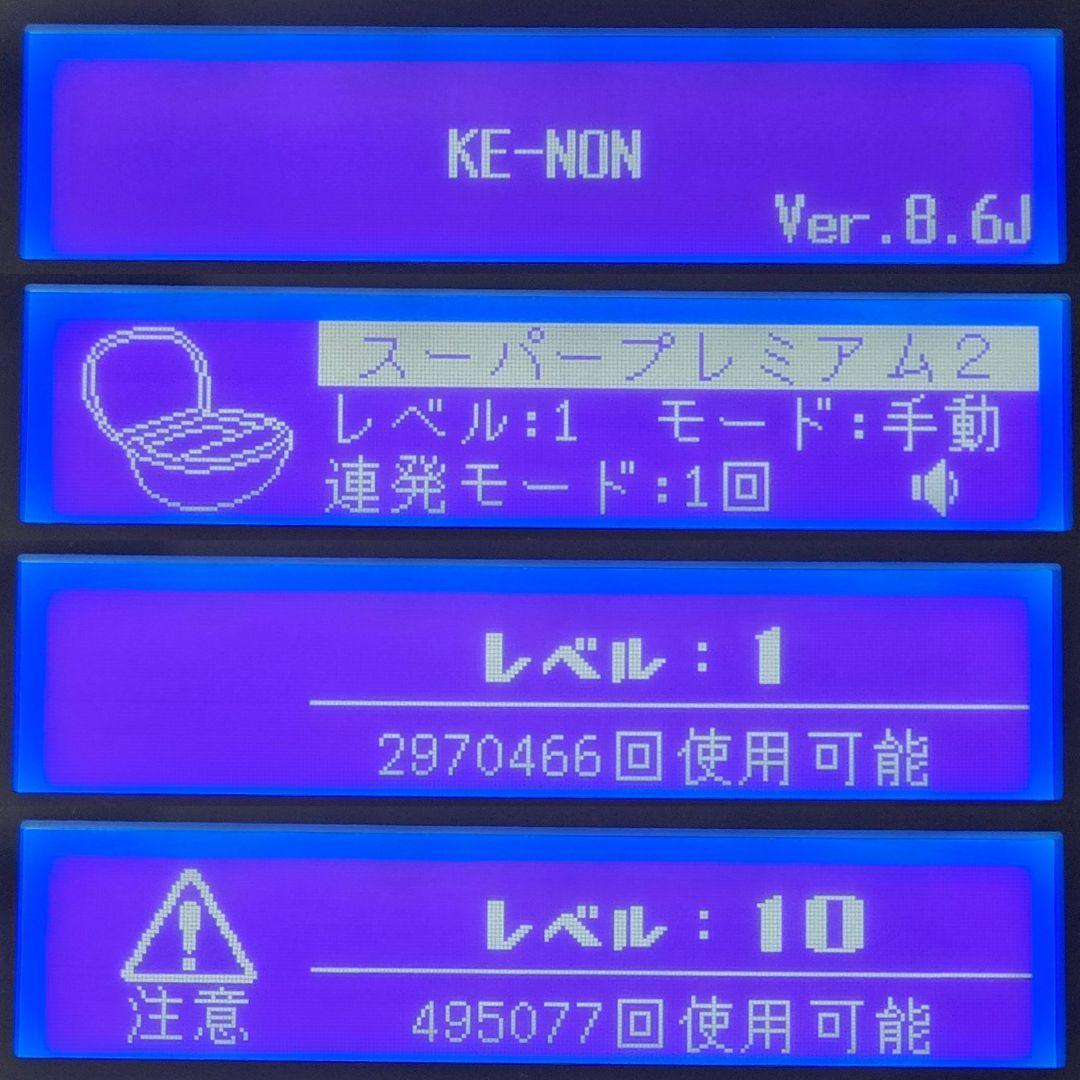 KE-NON
Ver.8.6J
スーパープレミアム2
レベル:1 モード:手動
連発モード:1回
レベル:1
2970466回使用可能
レベル:10
注意
495077回使用可能